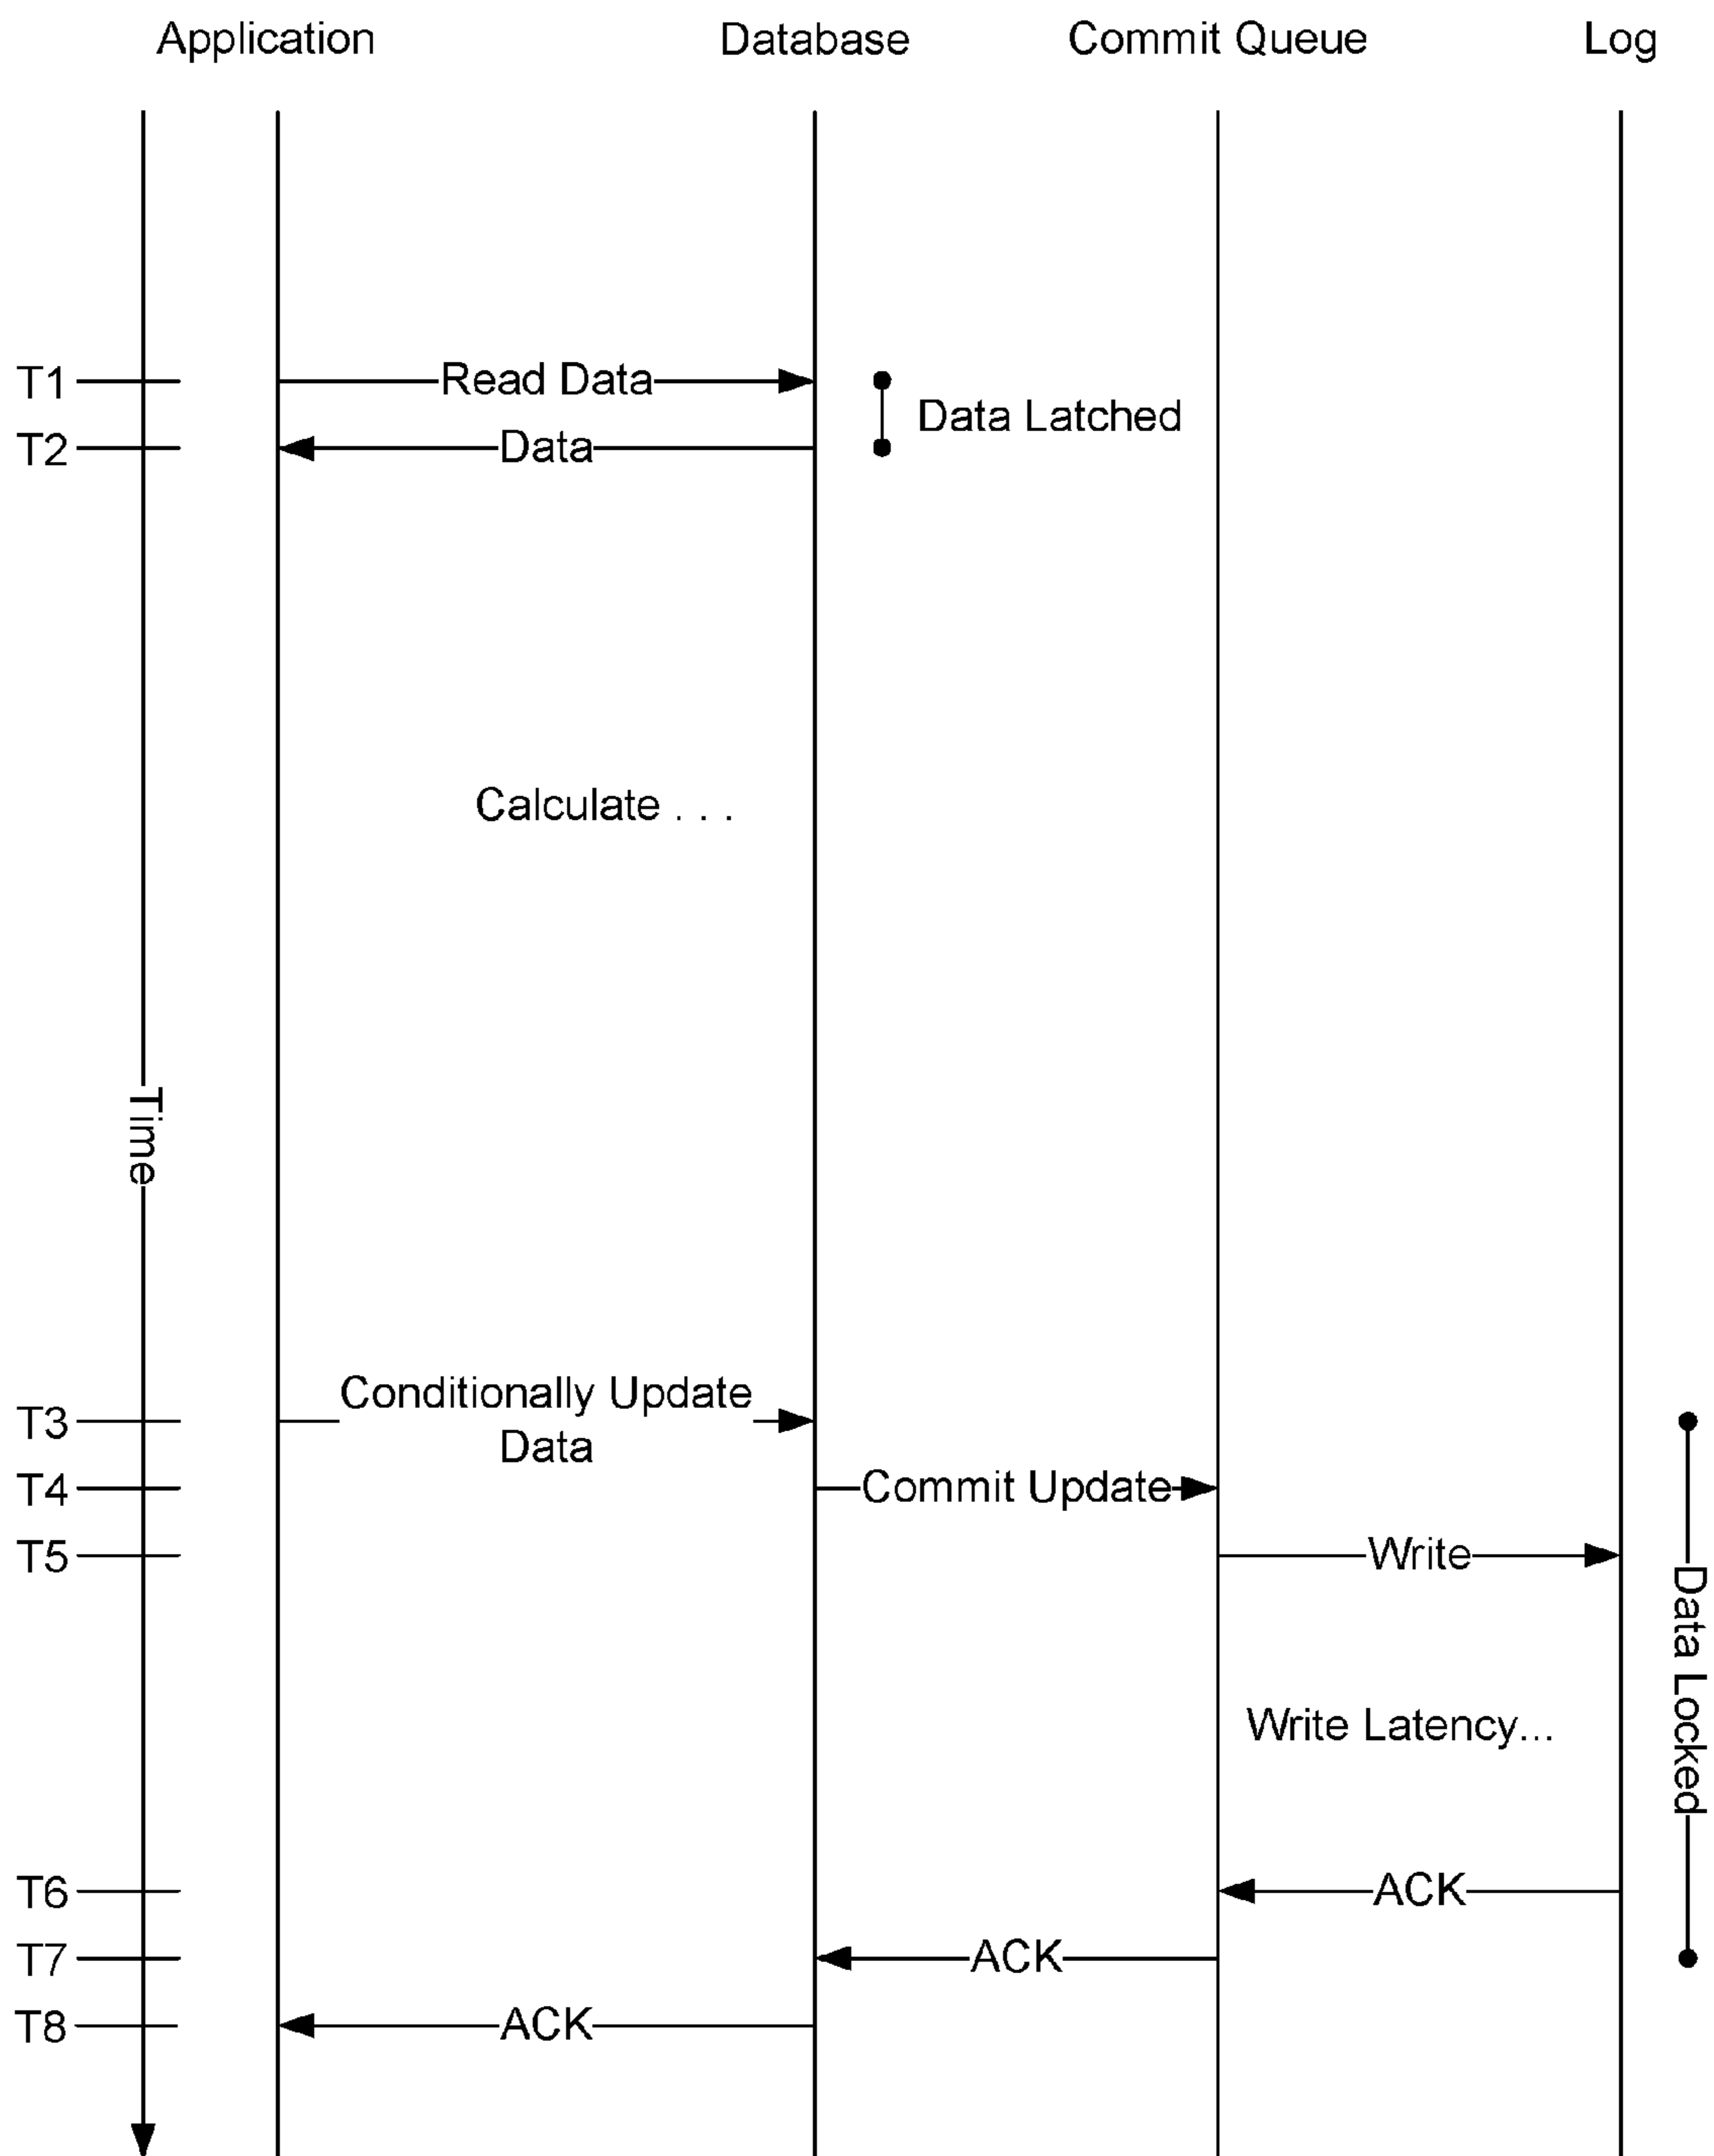 Application
Database
Commit Queue
Log
T1
Read Data
Data Latched
T2
Data
Calculate . . .
Time
T3
Conditionally Update
Data
T4
Commit Update
T5
Write
Data Locked
Write Latency...
T6
ACK
T7
ACK
T8
ACK